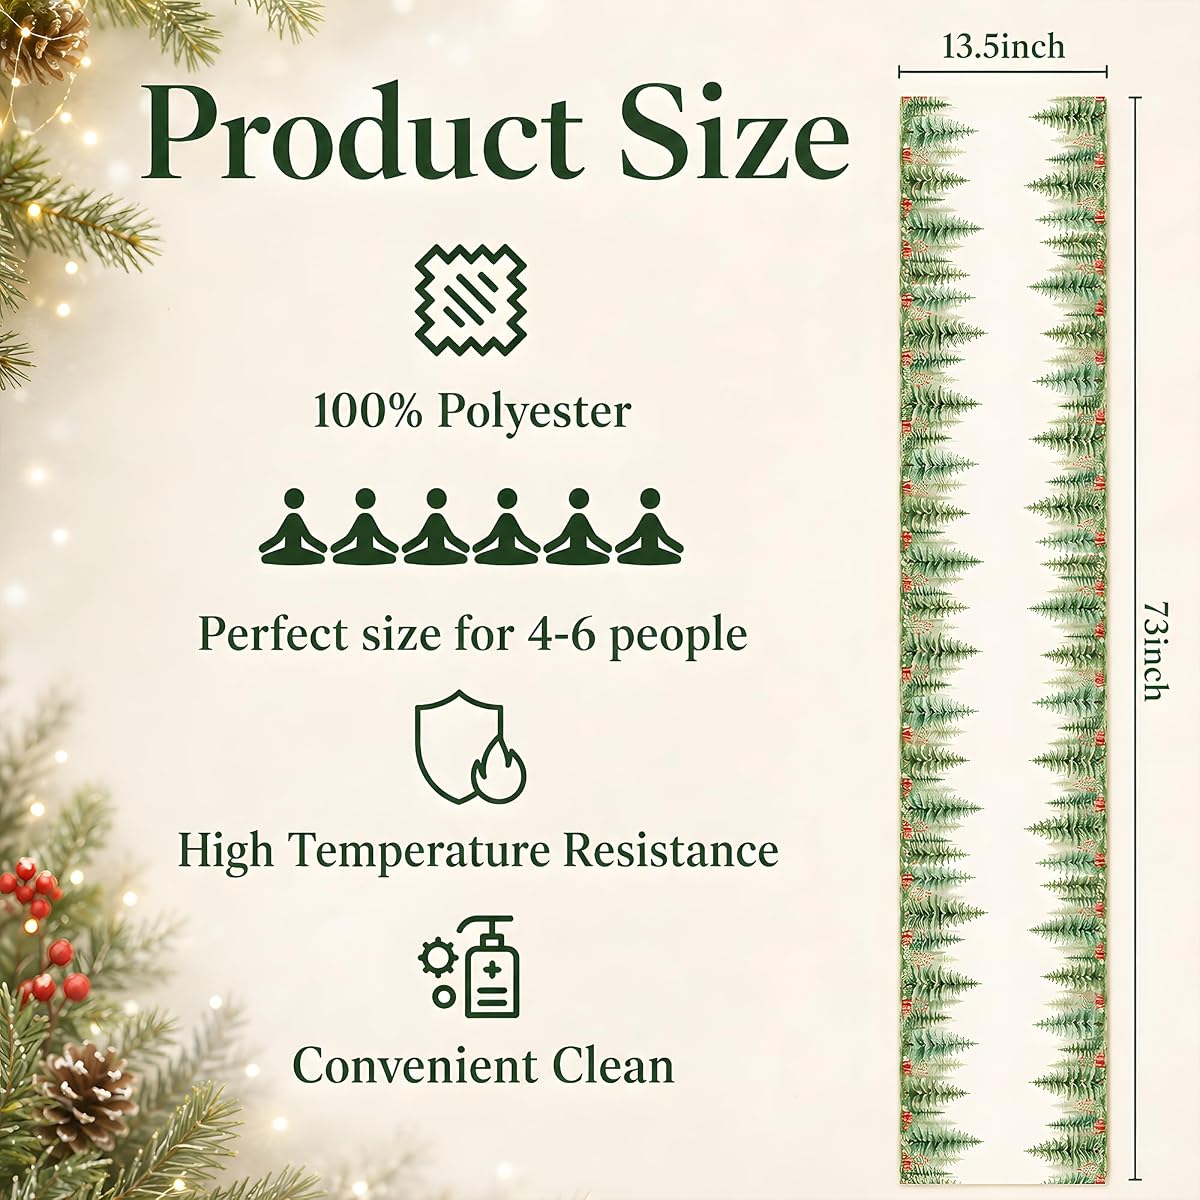 13.5inch
Product Size
100% Polyester
Perfect size for 4-6 people
73inch
High Temperature Resistance
Convenient Clean